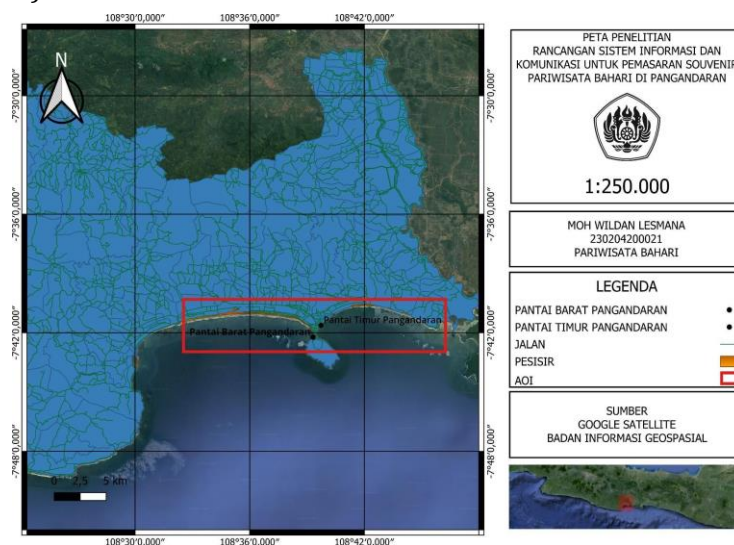 108°30'0,000"
108°36'0,000"
108°42'0,000"
N
-7°30'0,000"
-7°30'0,000"
-7°36'0,000"
-7°36'0,000"
Pantai Timur Pangandaran
Pantai Barat Pangandaran
-7°42'0,000"
-7°42'0,000"
-7°48'0,000"
-7°48'0,000"
0 2,5 5 km
108°30'0,000"
108°36'0,000"
108°42'0,000"
PETA PENELITIAN
RANCANGAN SISTEM INFORMASI DAN
KOMUNIKASI UNTUK PEMASARAN SOUVENIR
PARIWISATA BAHARI DI PANGANDARAN
1:250.000
MOH WILDAN LESMANA
230204200021
PARIWISATA BAHARI
LEGENDA
PANTAI BARAT PANGANDARAN
PANTAI TIMUR PANGANDARAN
JALAN
PESISIR
AOI
SUMBER
GOOGLE SATELLITE
BADAN INFORMASI GEOSPASIAL